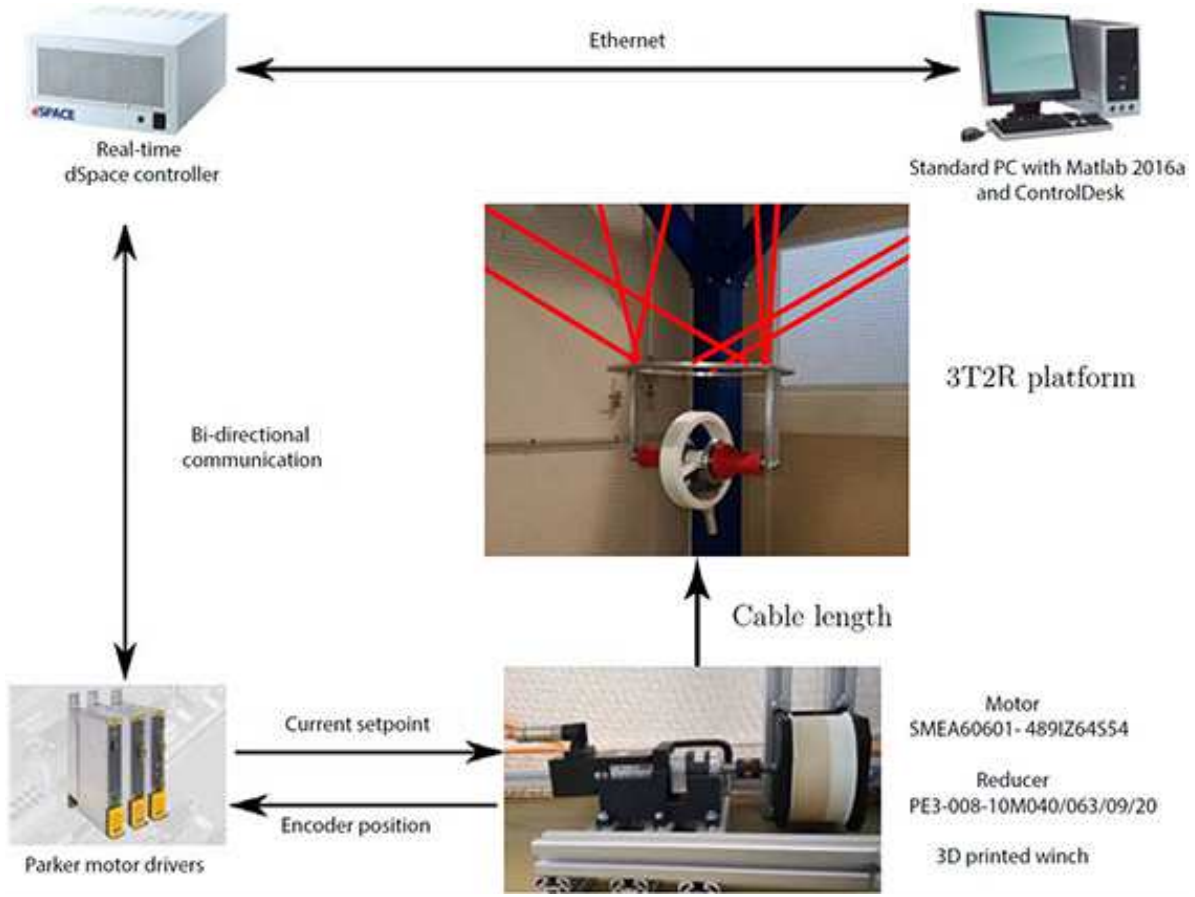 Ethernet
dSPACE
Real-time
dSpace controller
Standard PC with Matlab 2016a
and ControlDesk
3T2R platform
Bi-directional
communication
Cable length
Current setpoint
Encoder position
Parker motor drivers
Motor
SMEA60601- 489IZ64S54
Reducer
PE3-008-10M040/063/09/20
3D printed winch